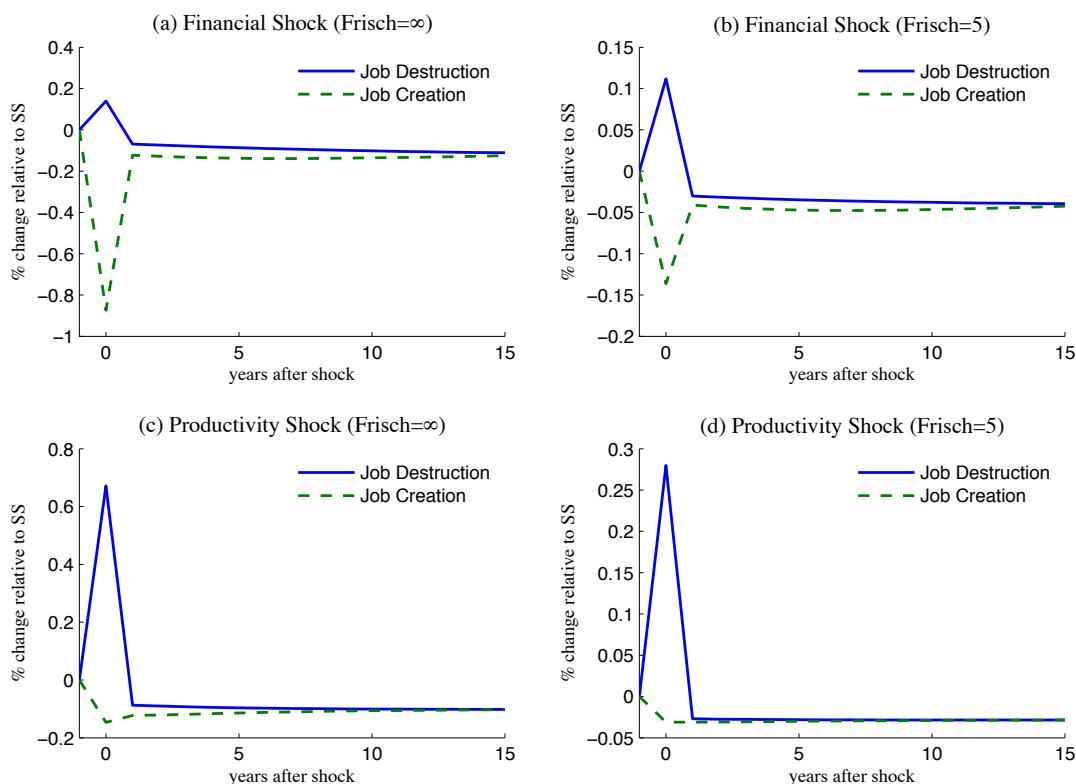 (a) Financial Shock (Frisch=∞)
0.4
0.2
0
−0.2
−0.4
−0.6
−0.8
−1
% change relative to SS
Job Destruction
Job Creation
0 5 10 15
years after shock
(b) Financial Shock (Frisch=5)
0.15
0.1
0.05
0
−0.05
−0.1
−0.15
−0.2
% change relative to SS
Job Destruction
Job Creation
0 5 10 15
years after shock
(c) Productivity Shock (Frisch=∞)
0.8
0.6
0.4
0.2
0
−0.2
% change relative to SS
Job Destruction
Job Creation
0 5 10 15
years after shock
(d) Productivity Shock (Frisch=5)
0.3
0.25
0.2
0.15
0.1
0.05
0
−0.05
% change relative to SS
Job Destruction
Job Creation
0 5 10 15
years after shock